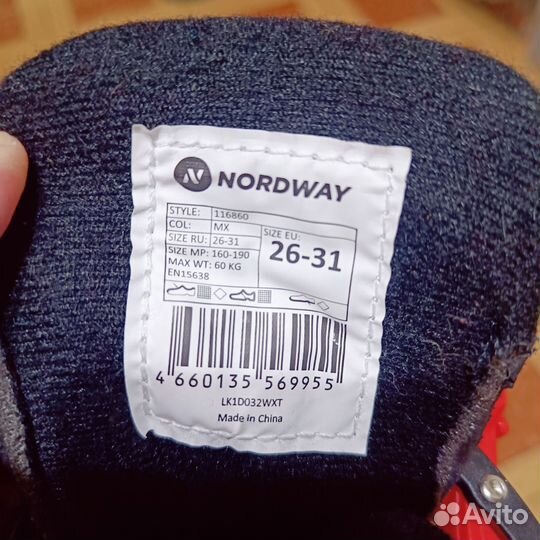 NORDWAY
STYLE: 116860
COL: MX
SIZE RU: 26-31
SIZE MP: 160-190
MAX WT: 60 KG
EN15638
SIZE EU:
26-31
4 660135 569955
LK1D032WXT
Made in China
Avito